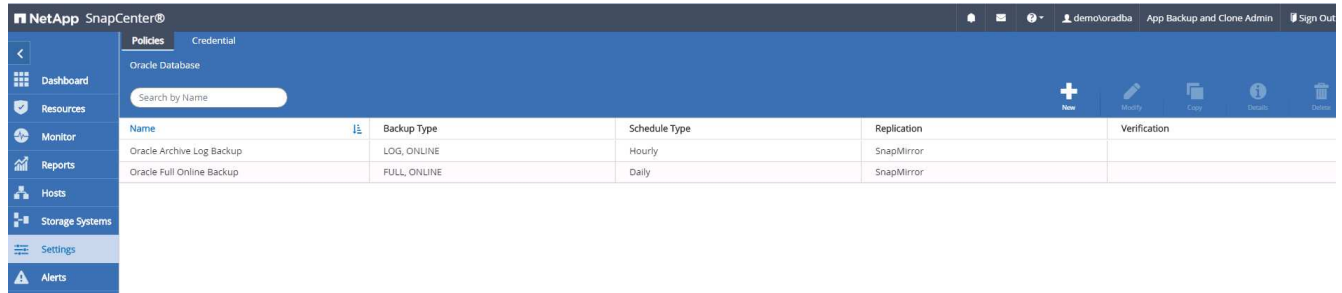 NetApp SnapCenter®
demo\oradba App Backup and Clone Admin Sign Out
Policies Credential
Oracle Database
Search by Name
New Modify Copy Details Delete
Name Backup Type Schedule Type Replication Verification
Oracle Archive Log Backup LOG, ONLINE Hourly SnapMirror
Oracle Full Online Backup FULL, ONLINE Daily SnapMirror
Dashboard
Resources
Monitor
Reports
Hosts
Storage Systems
Settings
Alerts